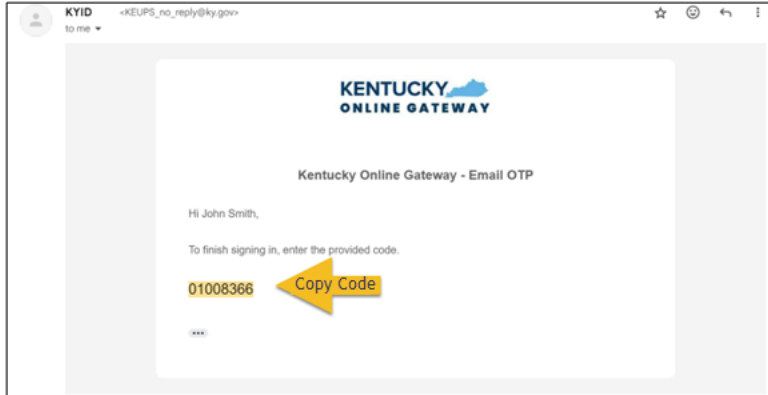 KYID <KEUPS_no_reply@ky.gov>
to me
KENTUCKY
ONLINE GATEWAY
Kentucky Online Gateway - Email OTP
Hi John Smith,
To finish signing in, enter the provided code.
01008366
Copy Code